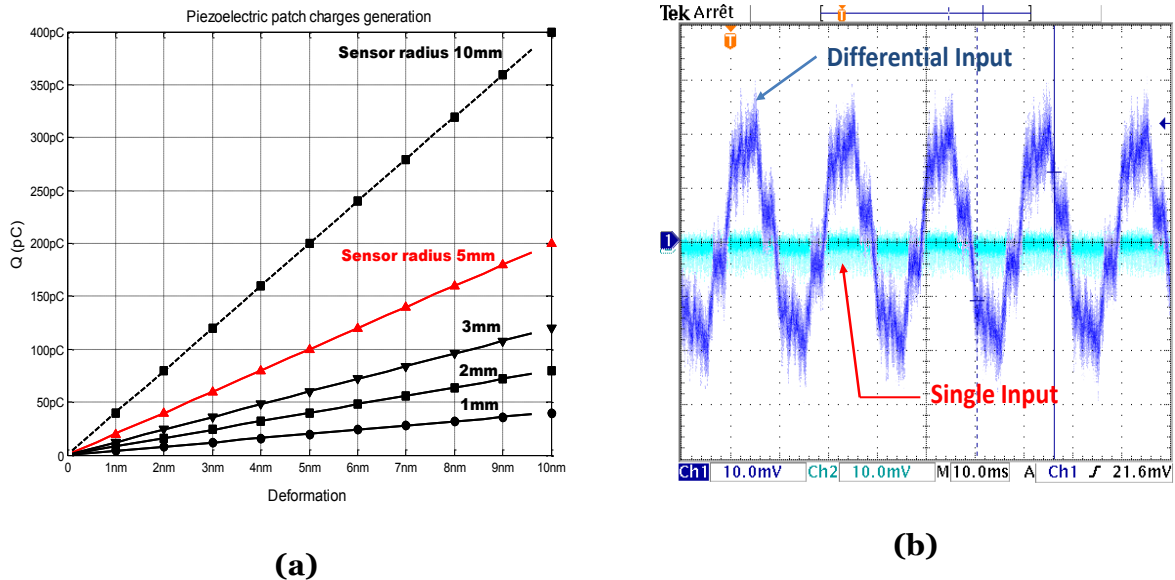 Piezoelectric patch charges generation
400pC
350pC
300pC
250pC
200pC
150pC
100pC
50pC
0
Q (pC)
Sensor radius 10mm
Sensor radius 5mm
3mm
2mm
1mm
0 1nm 2nm 3nm 4nm 5nm 6nm 7nm 8nm 9nm 10nm
Deformation
(a)
Tek Arrêt
T
T
Differential Input
1
Single Input
Ch1 10.0mV Ch2 10.0mV M 10.0ms A Ch1 ƒ 21.6mV
(b)